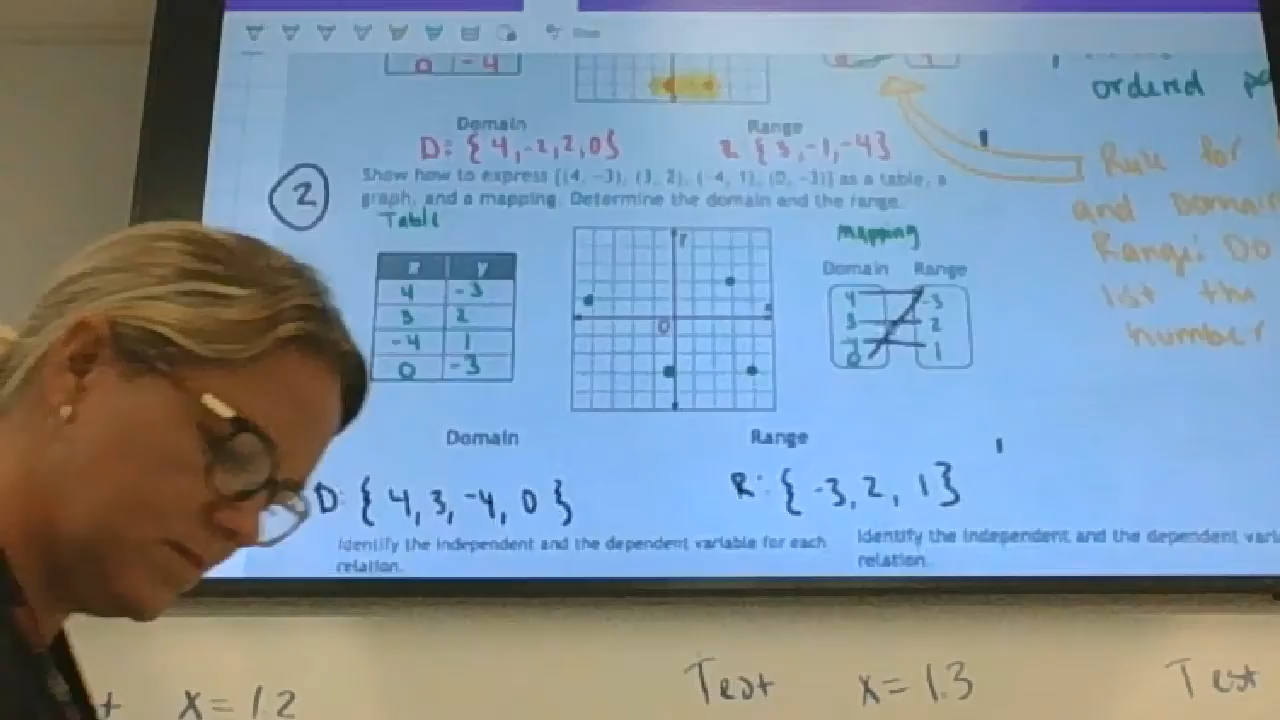 0 -4
ordered
Domain
Range
D: { 4, -2, 2, 0 }
R { 3, -1, -4 }
Rule for
and Domain
Range: Do
list the
number
2
Show how to express {(4, -3), (3, 2), (-4, 1), (0, -3)} as a table, a
graph, and a mapping. Determine the domain and the range.
Table
Mapping
x y
4 -3
3 2
-4 1
0 -3
y
0
Domain Range
4 -3
3 2
1
Domain
Range
D: { 4, 3, -4, 0 }
R: { -3, 2, 1 }
Identify the independent and the dependent variable for each
relation.
Identify the independent and the dependent vari
relation.
x = 1.2
Test x = 1.3
Test